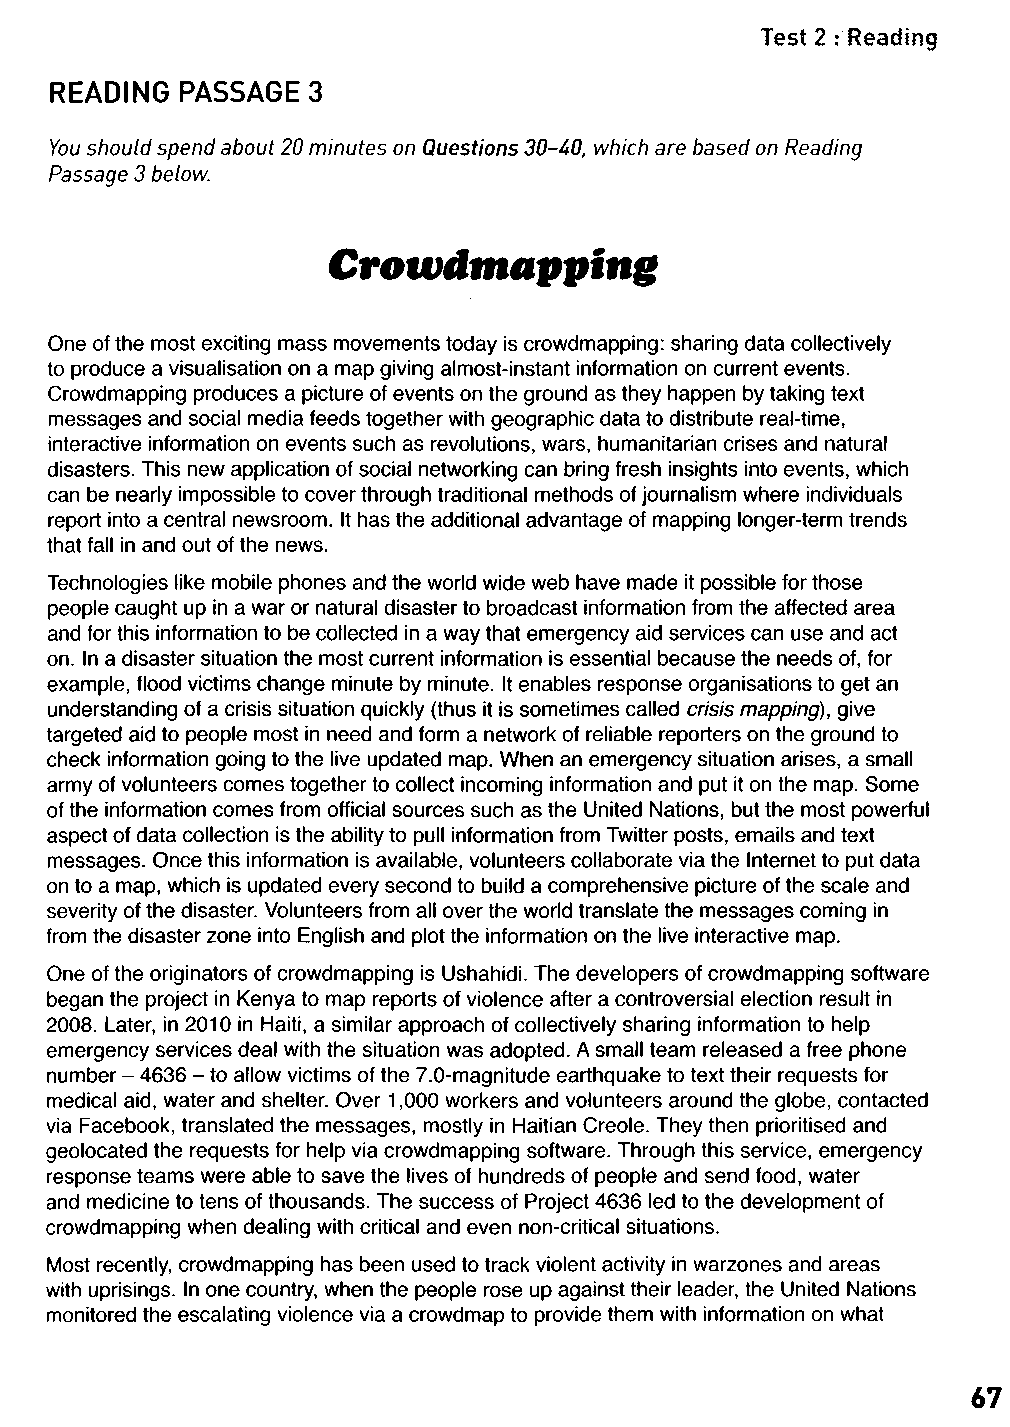 Test 2 : Reading
READING PASSAGE 3
You should spend about 20 minutes on Questions 30–40, which are based on Reading
Passage 3 below.
Crowdmapping
One of the most exciting mass movements today is crowdmapping: sharing data collectively
to produce a visualisation on a map giving almost-instant information on current events.
Crowdmapping produces a picture of events on the ground as they happen by taking text
messages and social media feeds together with geographic data to distribute real-time,
interactive information on events such as revolutions, wars, humanitarian crises and natural
disasters. This new application of social networking can bring fresh insights into events, which
can be nearly impossible to cover through traditional methods of journalism where individuals
report into a central newsroom. It has the additional advantage of mapping longer-term trends
that fall in and out of the news.
Technologies like mobile phones and the world wide web have made it possible for those
people caught up in a war or natural disaster to broadcast information from the affected area
and for this information to be collected in a way that emergency aid services can use and act
on. In a disaster situation the most current information is essential because the needs of, for
example, flood victims change minute by minute. It enables response organisations to get an
understanding of a crisis situation quickly (thus it is sometimes called crisis mapping), give
targeted aid to people most in need and form a network of reliable reporters on the ground to
check information going to the live updated map. When an emergency situation arises, a small
army of volunteers comes together to collect incoming information and put it on the map. Some
of the information comes from official sources such as the United Nations, but the most powerful
aspect of data collection is the ability to pull information from Twitter posts, emails and text
messages. Once this information is available, volunteers collaborate via the Internet to put data
on to a map, which is updated every second to build a comprehensive picture of the scale and
severity of the disaster. Volunteers from all over the world translate the messages coming in
from the disaster zone into English and plot the information on the live interactive map.
One of the originators of crowdmapping is Ushahidi. The developers of crowdmapping software
began the project in Kenya to map reports of violence after a controversial election result in
2008. Later, in 2010 in Haiti, a similar approach of collectively sharing information to help
emergency services deal with the situation was adopted. A small team released a free phone
number – 4636 – to allow victims of the 7.0-magnitude earthquake to text their requests for
medical aid, water and shelter. Over 1,000 workers and volunteers around the globe, contacted
via Facebook, translated the messages, mostly in Haitian Creole. They then prioritised and
geolocated the requests for help via crowdmapping software. Through this service, emergency
response teams were able to save the lives of hundreds of people and send food, water
and medicine to tens of thousands. The success of Project 4636 led to the development of
crowdmapping when dealing with critical and even non-critical situations.
Most recently, crowdmapping has been used to track violent activity in warzones and areas
with uprisings. In one country, when the people rose up against their leader, the United Nations
monitored the escalating violence via a crowdmap to provide them with information on what
67